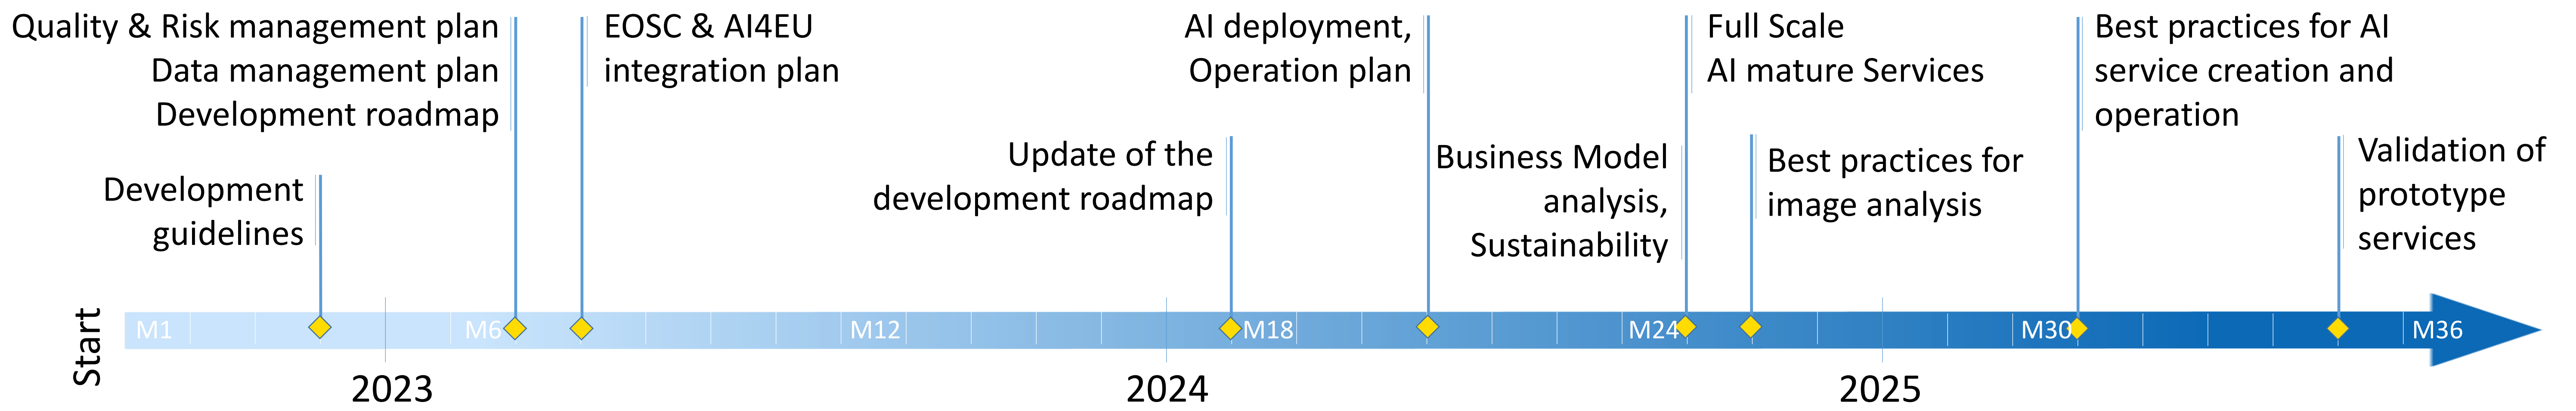 Quality & Risk management plan
Data management plan
Development roadmap
EOSC & AI4EU
integration plan
AI deployment,
Operation plan
Full Scale
AI mature Services
Best practices for AI
service creation and
operation
Development
guidelines
Update of the
development roadmap
Business Model
analysis,
Sustainability
Best practices for
image analysis
Validation of
prototype
services
Start
M1
M6
M12
M18
M24
M30
M36
2023
2024
2025